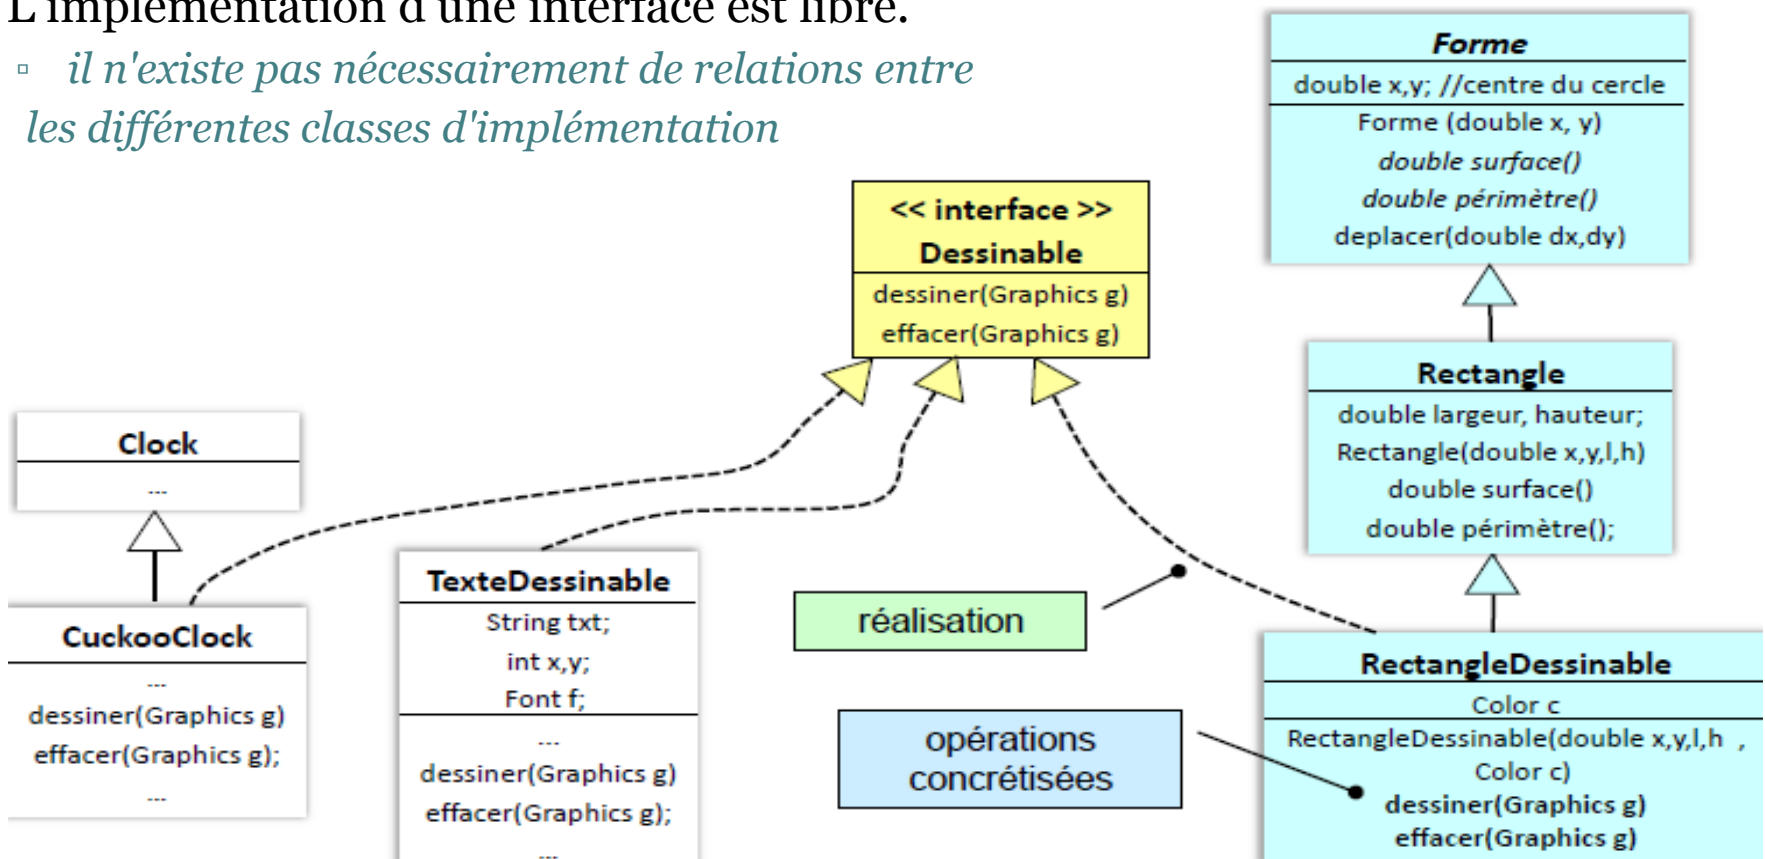 L'implémentation d'une interface est libre.
▫ il n'existe pas nécessairement de relations entre
les différentes classes d'implémentation
Forme
double x,y; //centre du cercle
Forme (double x, y)
double surface()
double périmètre()
deplacer(double dx,dy)
<< interface >>
Dessinable
dessiner(Graphics g)
effacer(Graphics g)
Rectangle
double largeur, hauteur;
Rectangle(double x,y,l,h)
double surface()
double périmètre();
Clock
...
CuckooClock
...
dessiner(Graphics g)
effacer(Graphics g);
...
TexteDessinable
String txt;
int x,y;
Font f;
...
dessiner(Graphics g)
effacer(Graphics g);
...
réalisation
opérations
concrétisées
RectangleDessinable
Color c
RectangleDessinable(double x,y,l,h ,
Color c)
dessiner(Graphics g)
effacer(Graphics g)